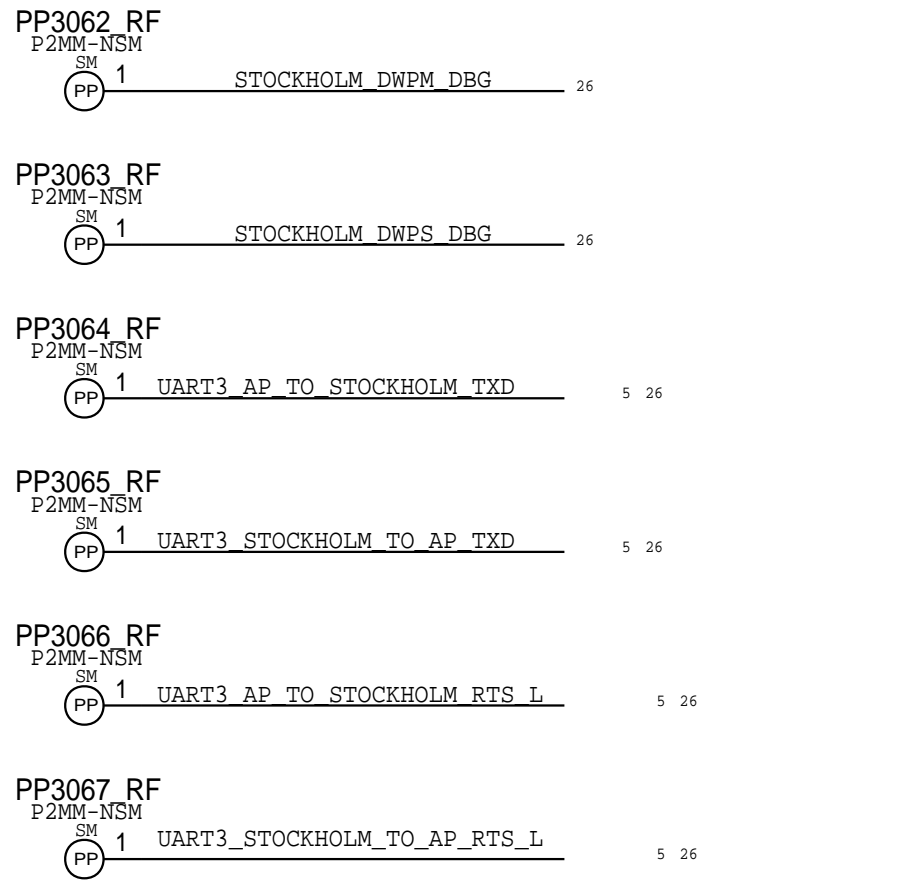 PP3062_RF
P2MM-NSM
SM
PP 1 STOCKHOLM_DWPM_DBG 26
PP3063_RF
P2MM-NSM
SM
PP 1 STOCKHOLM_DWPS_DBG 26
PP3064_RF
P2MM-NSM
SM
PP 1 UART3_AP_TO_STOCKHOLM_TXD 5 26
PP3065_RF
P2MM-NSM
SM
PP 1 UART3_STOCKHOLM_TO_AP_TXD 5 26
PP3066_RF
P2MM-NSM
SM
PP 1 UART3_AP_TO_STOCKHOLM_RTS_L 5 26
PP3067_RF
P2MM-NSM
SM
PP 1 UART3_STOCKHOLM_TO_AP_RTS_L 5 26